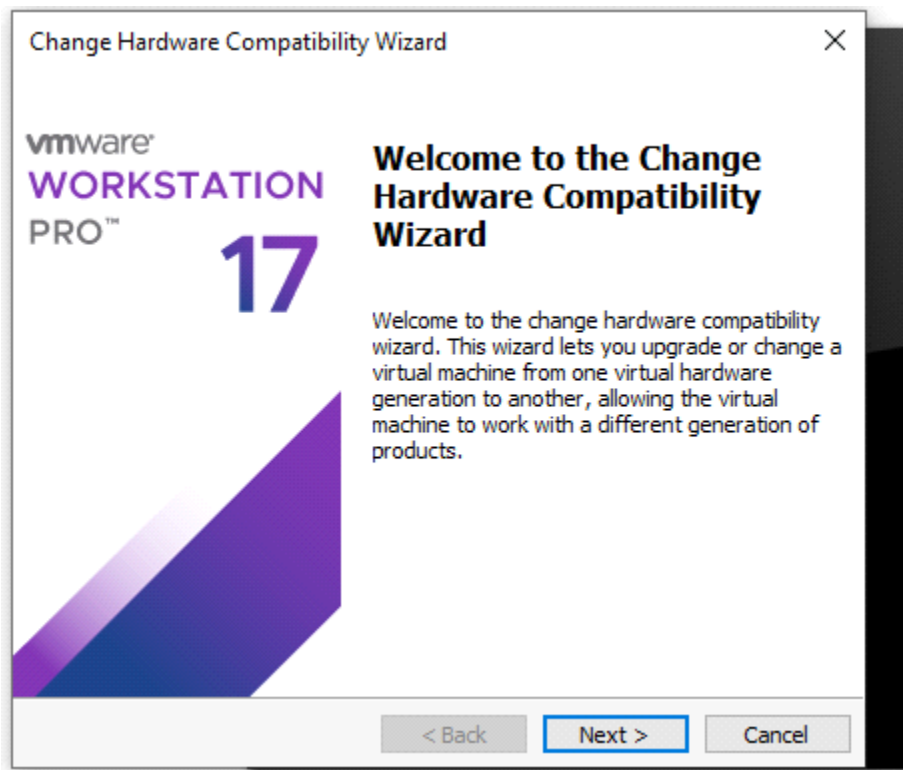 Change Hardware Compatibility Wizard
vmware®
WORKSTATION
PRO™
17
Welcome to the Change
Hardware Compatibility
Wizard
Welcome to the change hardware compatibility
wizard. This wizard lets you upgrade or change a
virtual machine from one virtual hardware
generation to another, allowing the virtual
machine to work with a different generation of
products.
< Back
Next >
Cancel